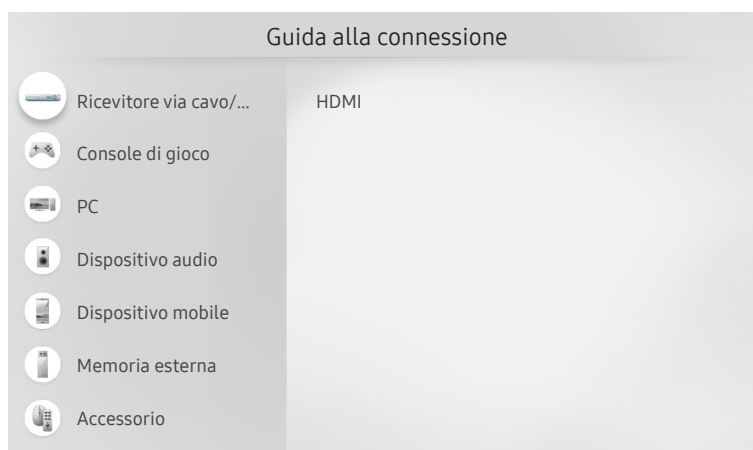 Guida alla connessione
Ricevitore via cavo/...
HDMI
Console di gioco
PC
Dispositivo audio
Dispositivo mobile
Memoria esterna
Accessorio